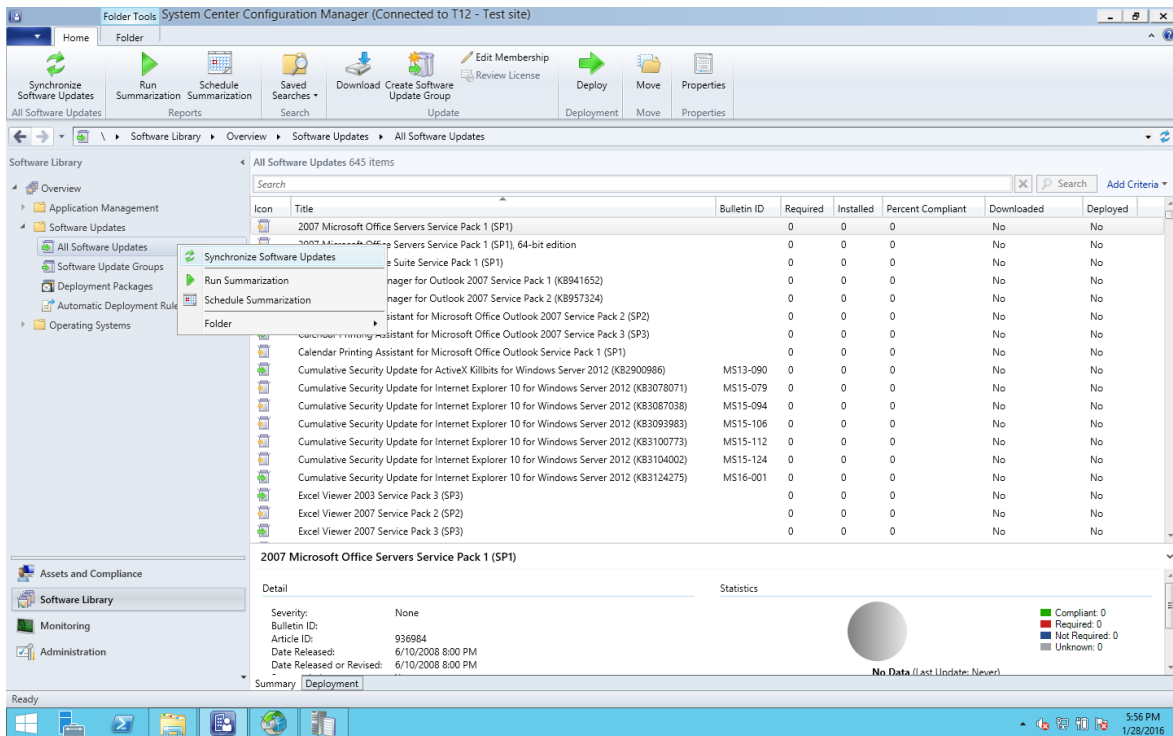 Folder Tools System Center Configuration Manager (Connected to T12 - Test site)
Home Folder
Synchronize Software Updates
Run Summarization
Schedule Summarization
Saved Searches
Download
Create Software Update Group
Edit Membership
Review License
Deploy
Move
Properties
All Software Updates Reports Search Update Deployment Move Properties
\ Software Library Overview Software Updates All Software Updates
Software Library
Overview
Application Management
Software Updates
All Software Updates
Software Update Groups
Deployment Packages
Automatic Deployment Rule
Operating Systems
Synchronize Software Updates
Run Summarization
Schedule Summarization
Folder
All Software Updates 645 items
Search Search Add Criteria
Icon Title Bulletin ID Required Installed Percent Compliant Downloaded Deployed
2007 Microsoft Office Servers Service Pack 1 (SP1) 0 0 0 No No
Servers Service Pack 1 (SP1), 64-bit edition 0 0 0 No No
Suite Service Pack 1 (SP1) 0 0 0 No No
nager for Outlook 2007 Service Pack 1 (KB941652) 0 0 0 No No
nager for Outlook 2007 Service Pack 2 (KB957324) 0 0 0 No No
sistant for Microsoft Office Outlook 2007 Service Pack 2 (SP2) 0 0 0 No No
Calendar Printing Assistant for Microsoft Office Outlook 2007 Service Pack 3 (SP3) 0 0 0 No No
Calendar Printing Assistant for Microsoft Office Outlook Service Pack 1 (SP1) 0 0 0 No No
Cumulative Security Update for ActiveX Killbits for Windows Server 2012 (KB2900986) MS13-090 0 0 0 No No
Cumulative Security Update for Internet Explorer 10 for Windows Server 2012 (KB3078071) MS15-079 0 0 0 No No
Cumulative Security Update for Internet Explorer 10 for Windows Server 2012 (KB3087038) MS15-094 0 0 0 No No
Cumulative Security Update for Internet Explorer 10 for Windows Server 2012 (KB3093983) MS15-106 0 0 0 No No
Cumulative Security Update for Internet Explorer 10 for Windows Server 2012 (KB3100773) MS15-112 0 0 0 No No
Cumulative Security Update for Internet Explorer 10 for Windows Server 2012 (KB3104002) MS15-124 0 0 0 No No
Cumulative Security Update for Internet Explorer 10 for Windows Server 2012 (KB3124275) MS16-001 0 0 0 No No
Excel Viewer 2003 Service Pack 3 (SP3) 0 0 0 No No
Excel Viewer 2007 Service Pack 2 (SP2) 0 0 0 No No
Excel Viewer 2007 Service Pack 3 (SP3) 0 0 0 No No
Assets and Compliance
Software Library
Monitoring
Administration
2007 Microsoft Office Servers Service Pack 1 (SP1)
Detail
Severity: None
Bulletin ID:
Article ID: 936984
Date Released: 6/10/2008 8:00 PM
Date Released or Revised: 6/10/2008 8:00 PM
Statistics
Compliant: 0
Required: 0
Not Required: 0
Unknown: 0
No Data (Last Update: Never)
Summary Deployment
Ready
5:56 PM
1/28/2016